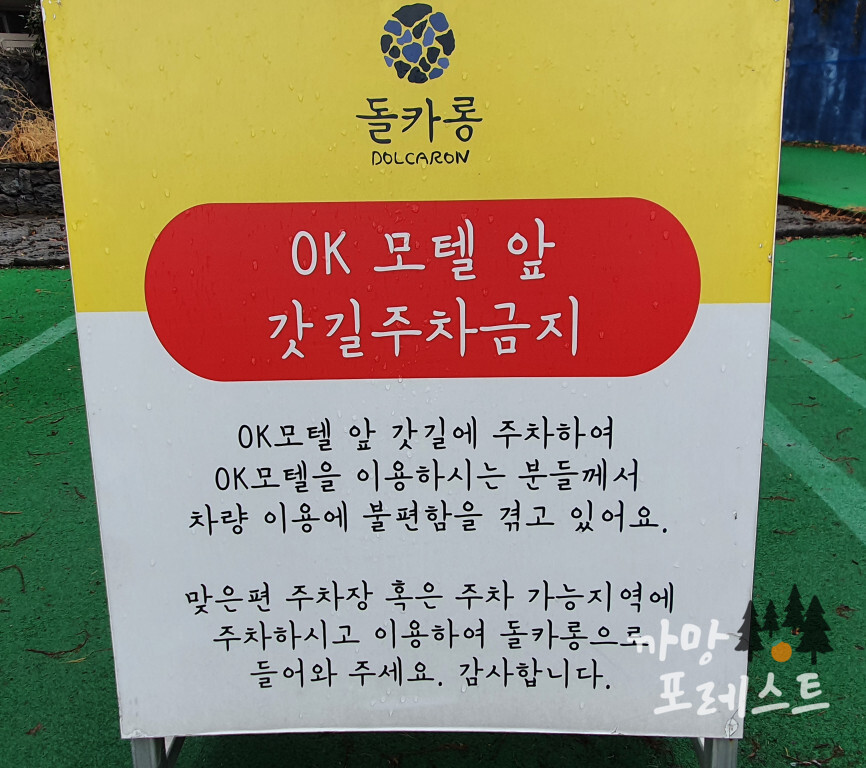 돌카롱
DOLCARON
OK 모텔 앞
갓길주차금지
OK모텔 앞 갓길에 주차하여
OK모텔을 이용하시는 분들께서
차량 이용에 불편함을 겪고 있어요.
맞은편 주차장 혹은 주차 가능지역에
주차하시고 이용하여 돌카롱으로
들어와 주세요. 감사합니다.
까망
포레스트